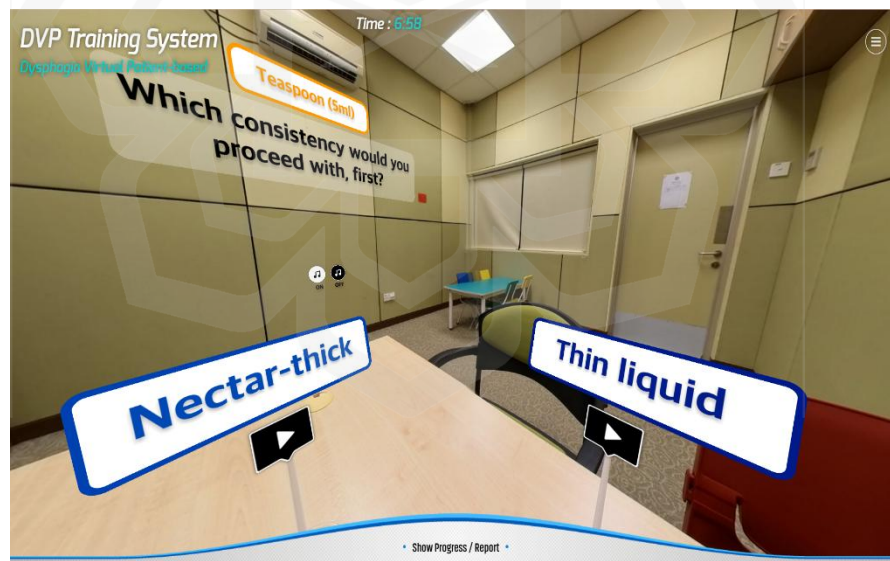 DVP Training System
Time : 6:58
Dysphagia Virtual Patient-based
Teaspoon (5ml)
Which consistency would you
proceed with, first?
ON OFF
Nectar-thick
Thin liquid
• Show Progress / Report •